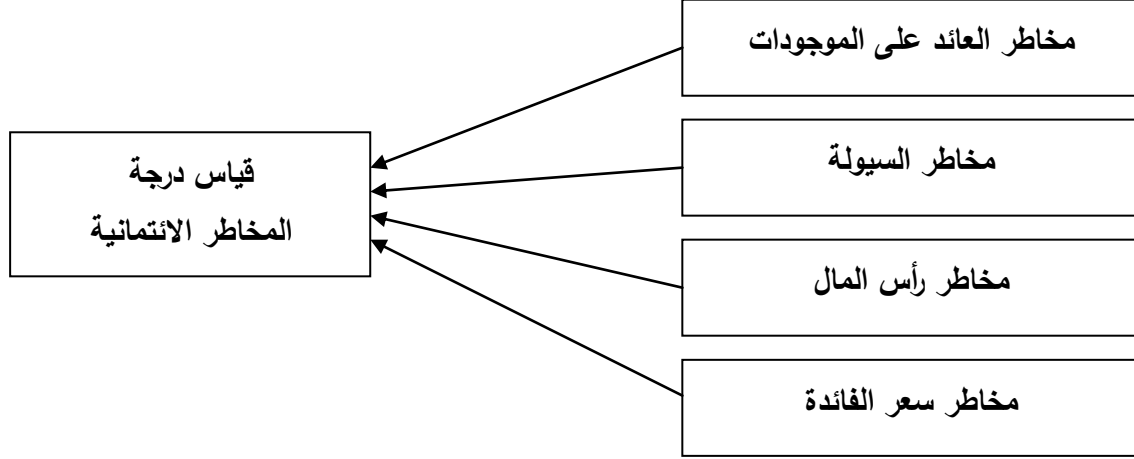 مخاطر العائد على الموجودات
مخاطر السيولة
مخاطر رأس المال
مخاطر سعر الفائدة
قياس درجة
المخاطر الائتمانية